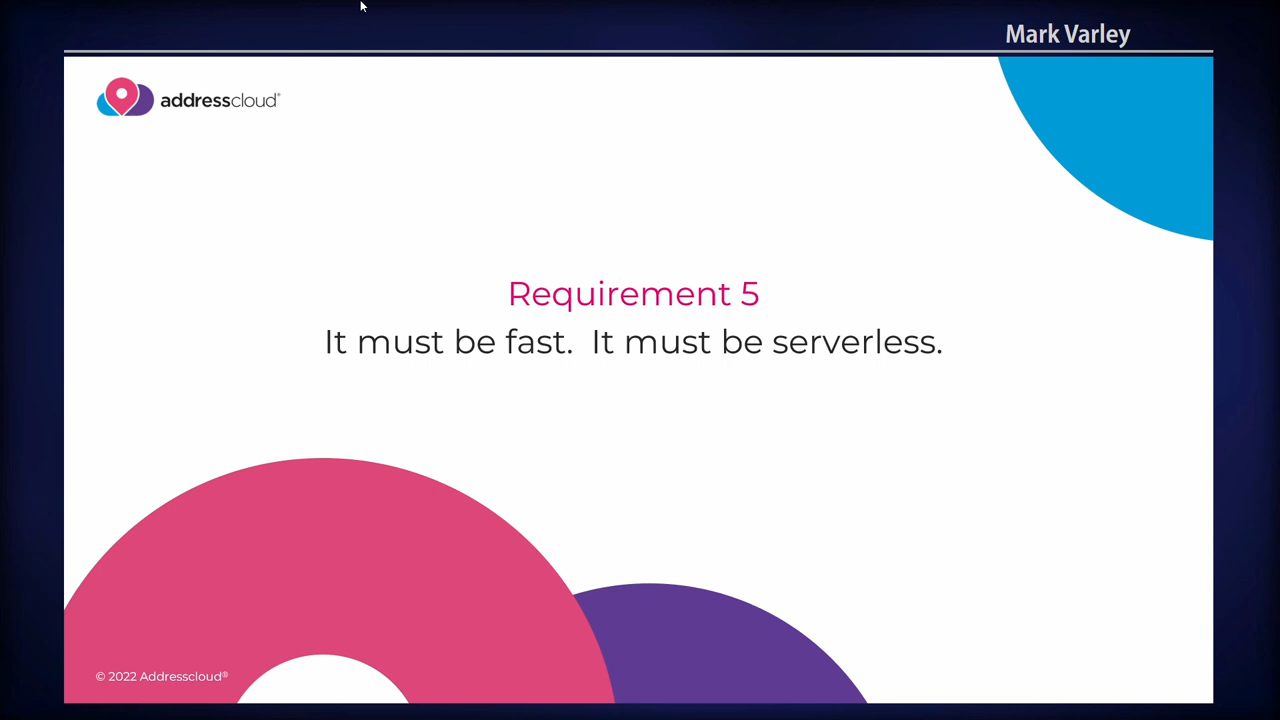 Mark Varley
addresscloud®
Requirement 5
It must be fast.  It must be serverless.
© 2022 Addresscloud®